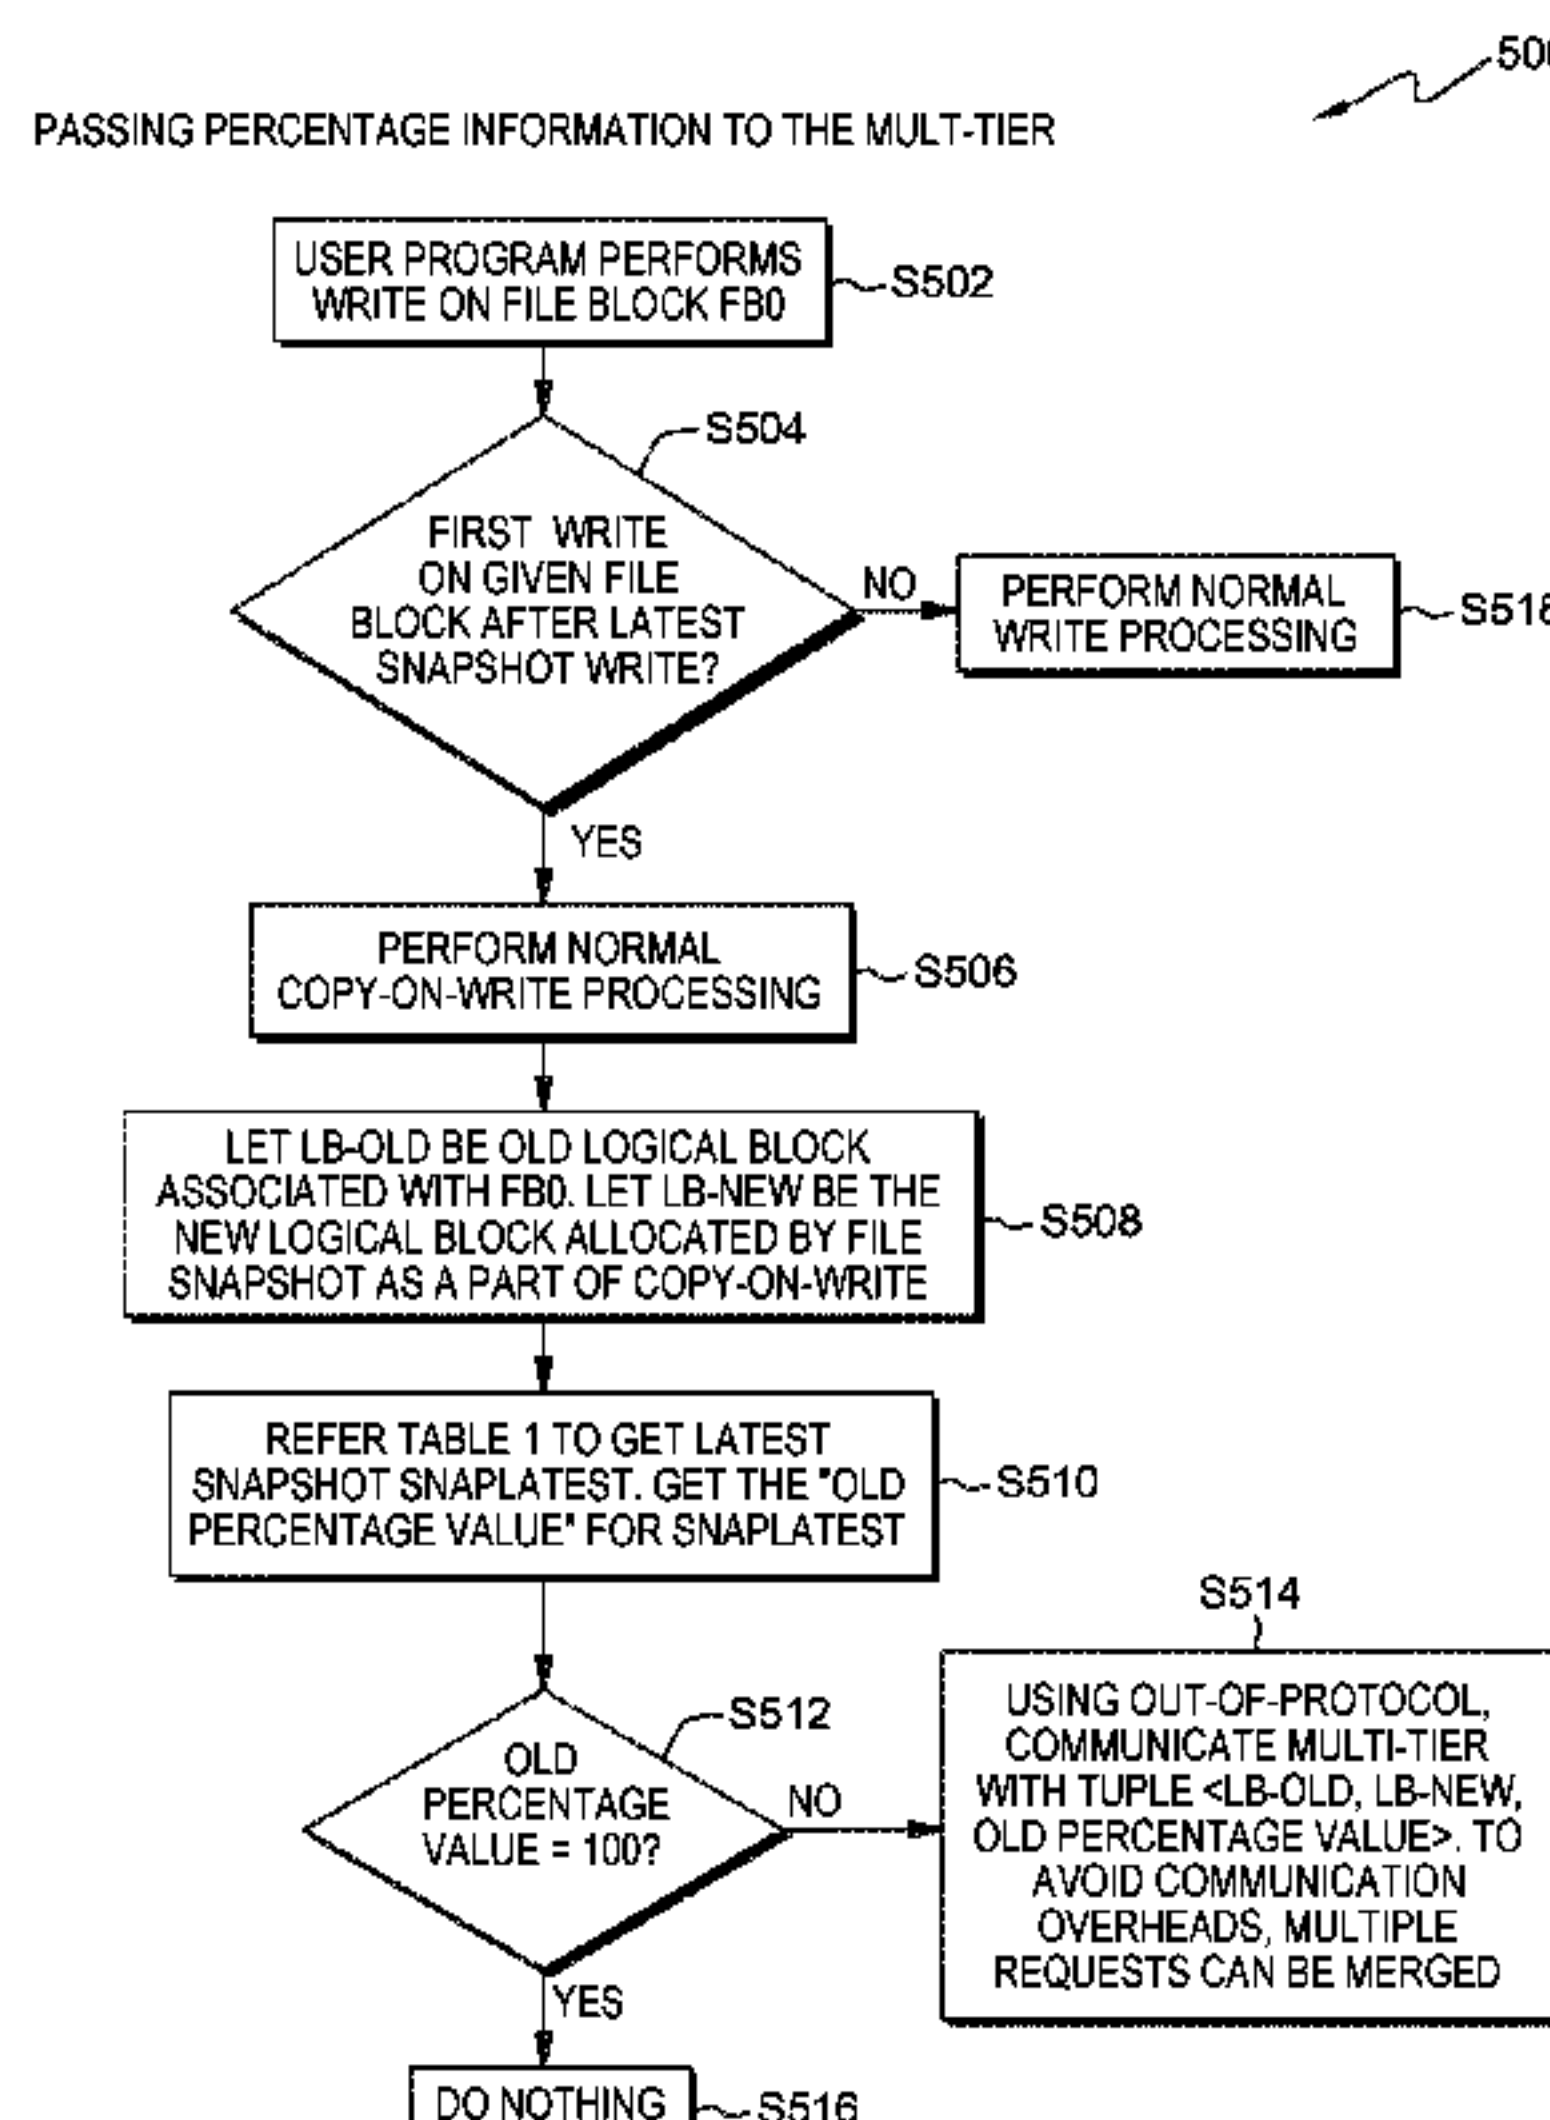 500
PASSING PERCENTAGE INFORMATION TO THE MULT-TIER
USER PROGRAM PERFORMS
WRITE ON FILE BLOCK FB0
S502
S504
FIRST WRITE
ON GIVEN FILE
BLOCK AFTER LATEST
SNAPSHOT WRITE?
NO
PERFORM NORMAL
WRITE PROCESSING
S518
YES
PERFORM NORMAL
COPY-ON-WRITE PROCESSING
S506
LET LB-OLD BE OLD LOGICAL BLOCK
ASSOCIATED WITH FB0. LET LB-NEW BE THE
NEW LOGICAL BLOCK ALLOCATED BY FILE
SNAPSHOT AS A PART OF COPY-ON-WRITE
S508
REFER TABLE 1 TO GET LATEST
SNAPSHOT SNAPLATEST. GET THE "OLD
PERCENTAGE VALUE" FOR SNAPLATEST
S510
S512
OLD
PERCENTAGE
VALUE = 100?
NO
S514
USING OUT-OF-PROTOCOL,
COMMUNICATE MULTI-TIER
WITH TUPLE <LB-OLD, LB-NEW,
OLD PERCENTAGE VALUE>. TO
AVOID COMMUNICATION
OVERHEADS, MULTIPLE
REQUESTS CAN BE MERGED
YES
DO NOTHING
S516